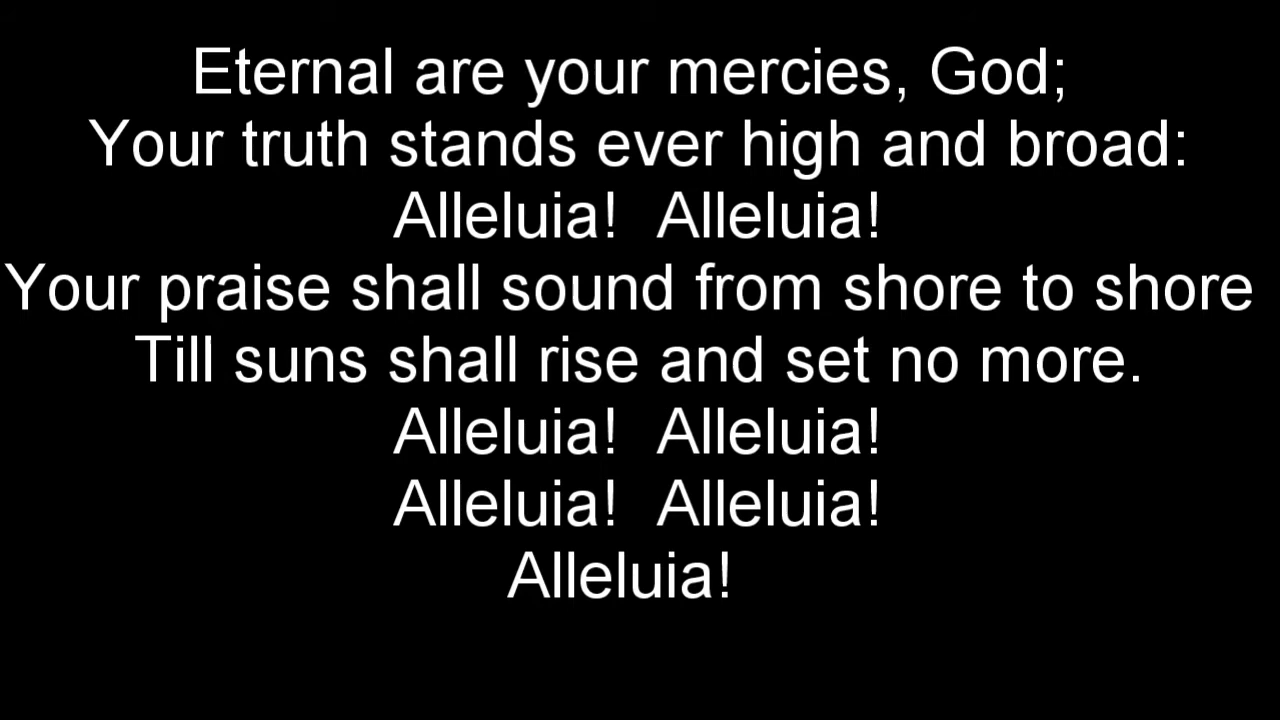 Eternal are your mercies, God;
Your truth stands ever high and broad:
Alleluia!  Alleluia!
Your praise shall sound from shore to shore
Till suns shall rise and set no more.
Alleluia!  Alleluia!
Alleluia!  Alleluia!
Alleluia!